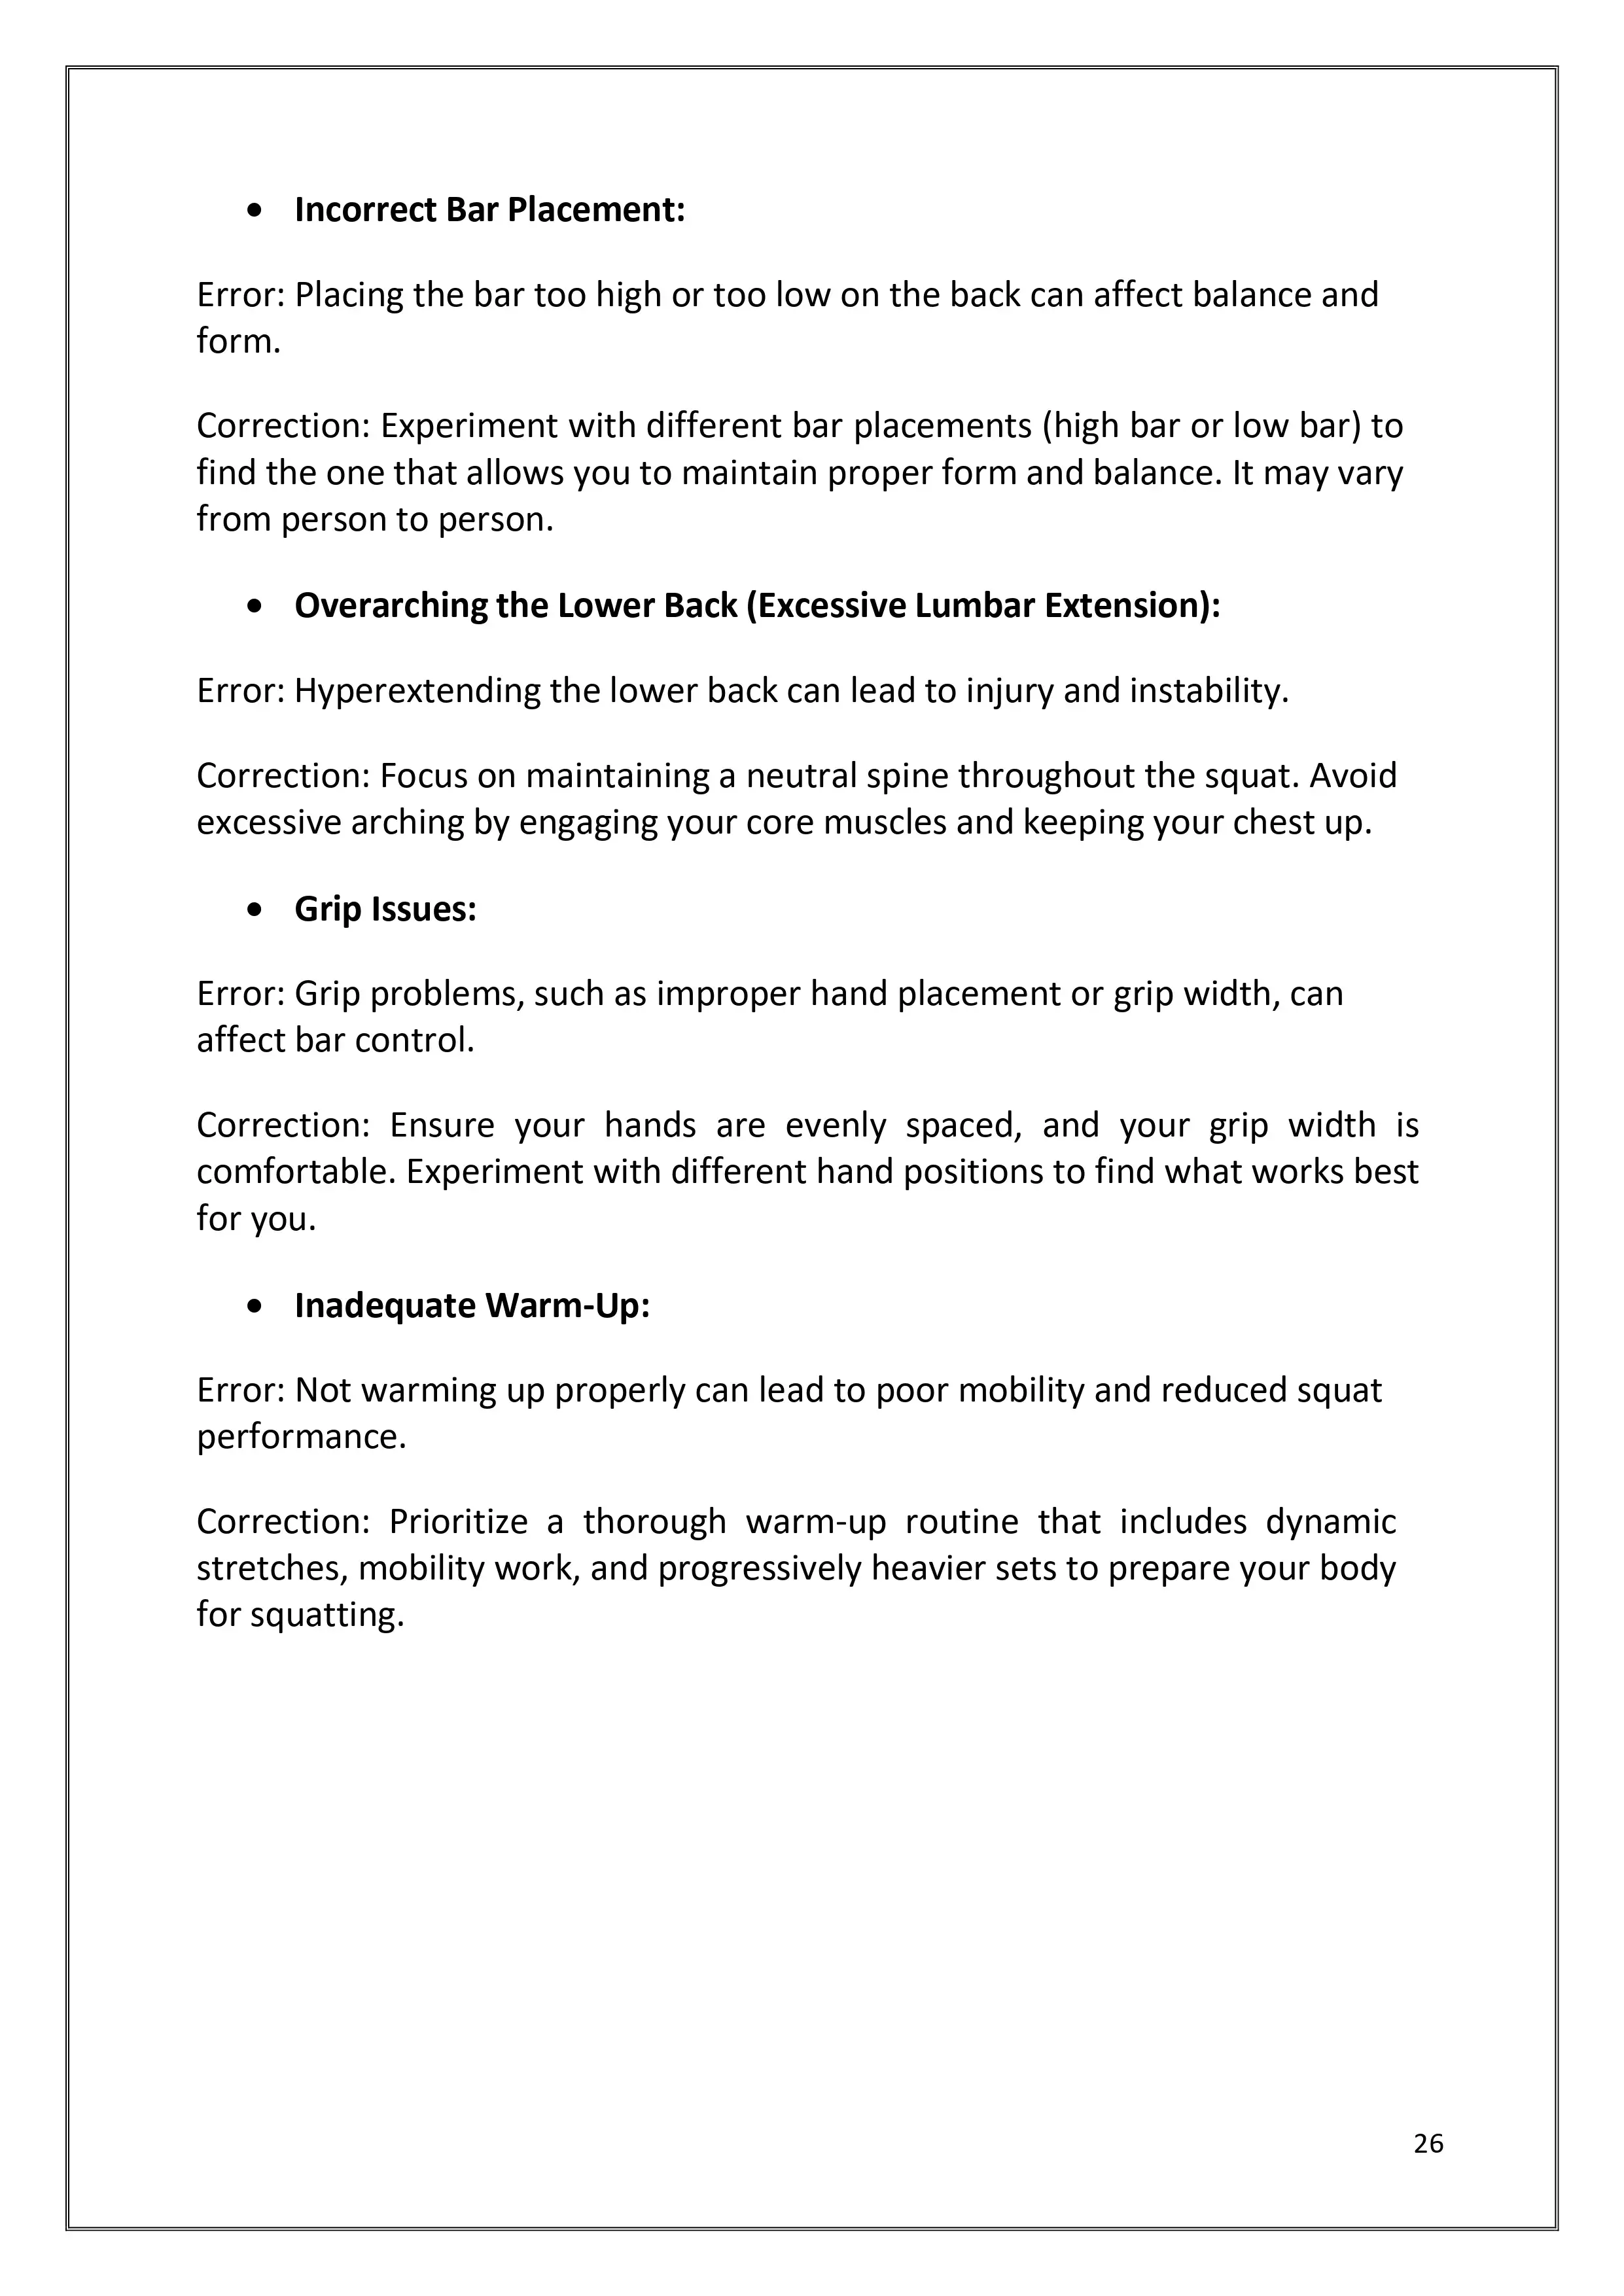 • Incorrect Bar Placement:
Error: Placing the bar too high or too low on the back can affect balance and
form.
Correction: Experiment with different bar placements (high bar or low bar) to
find the one that allows you to maintain proper form and balance. It may vary
from person to person.
• Overarching the Lower Back (Excessive Lumbar Extension):
Error: Hyperextending the lower back can lead to injury and instability.
Correction: Focus on maintaining a neutral spine throughout the squat. Avoid
excessive arching by engaging your core muscles and keeping your chest up.
• Grip Issues:
Error: Grip problems, such as improper hand placement or grip width, can
affect bar control.
Correction: Ensure your hands are evenly spaced, and your grip width is
comfortable. Experiment with different hand positions to find what works best
for you.
• Inadequate Warm-Up:
Error: Not warming up properly can lead to poor mobility and reduced squat
performance.
Correction: Prioritize a thorough warm-up routine that includes dynamic
stretches, mobility work, and progressively heavier sets to prepare your body
for squatting.
26